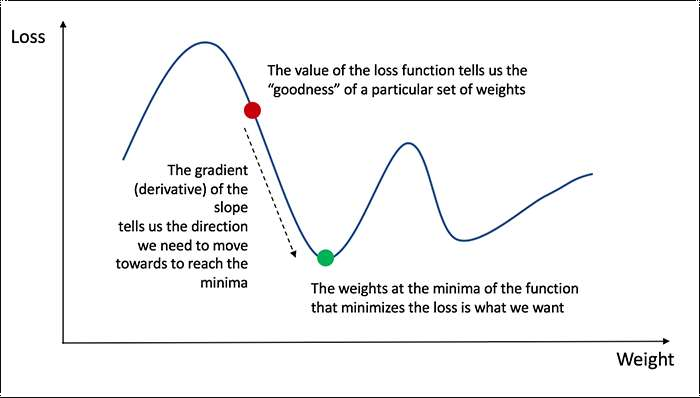 Loss
The value of the loss function tells us the
“goodness” of a particular set of weights
The gradient
(derivative) of the
slope
tells us the direction
we need to move
towards to reach the
minima
The weights at the minima of the function
that minimizes the loss is what we want
Weight